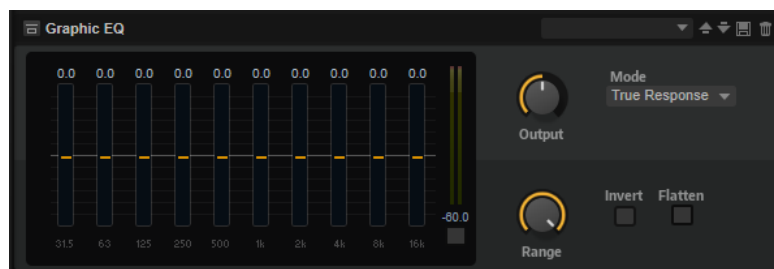 Graphic EQ
0.0 0.0 0.0 0.0 0.0 0.0 0.0 0.0 0.0 0.0
-60.0
31.5 63 125 250 500 1k 2k 4k 8k 16k
Output
Mode
True Response
Range
Invert Flatten